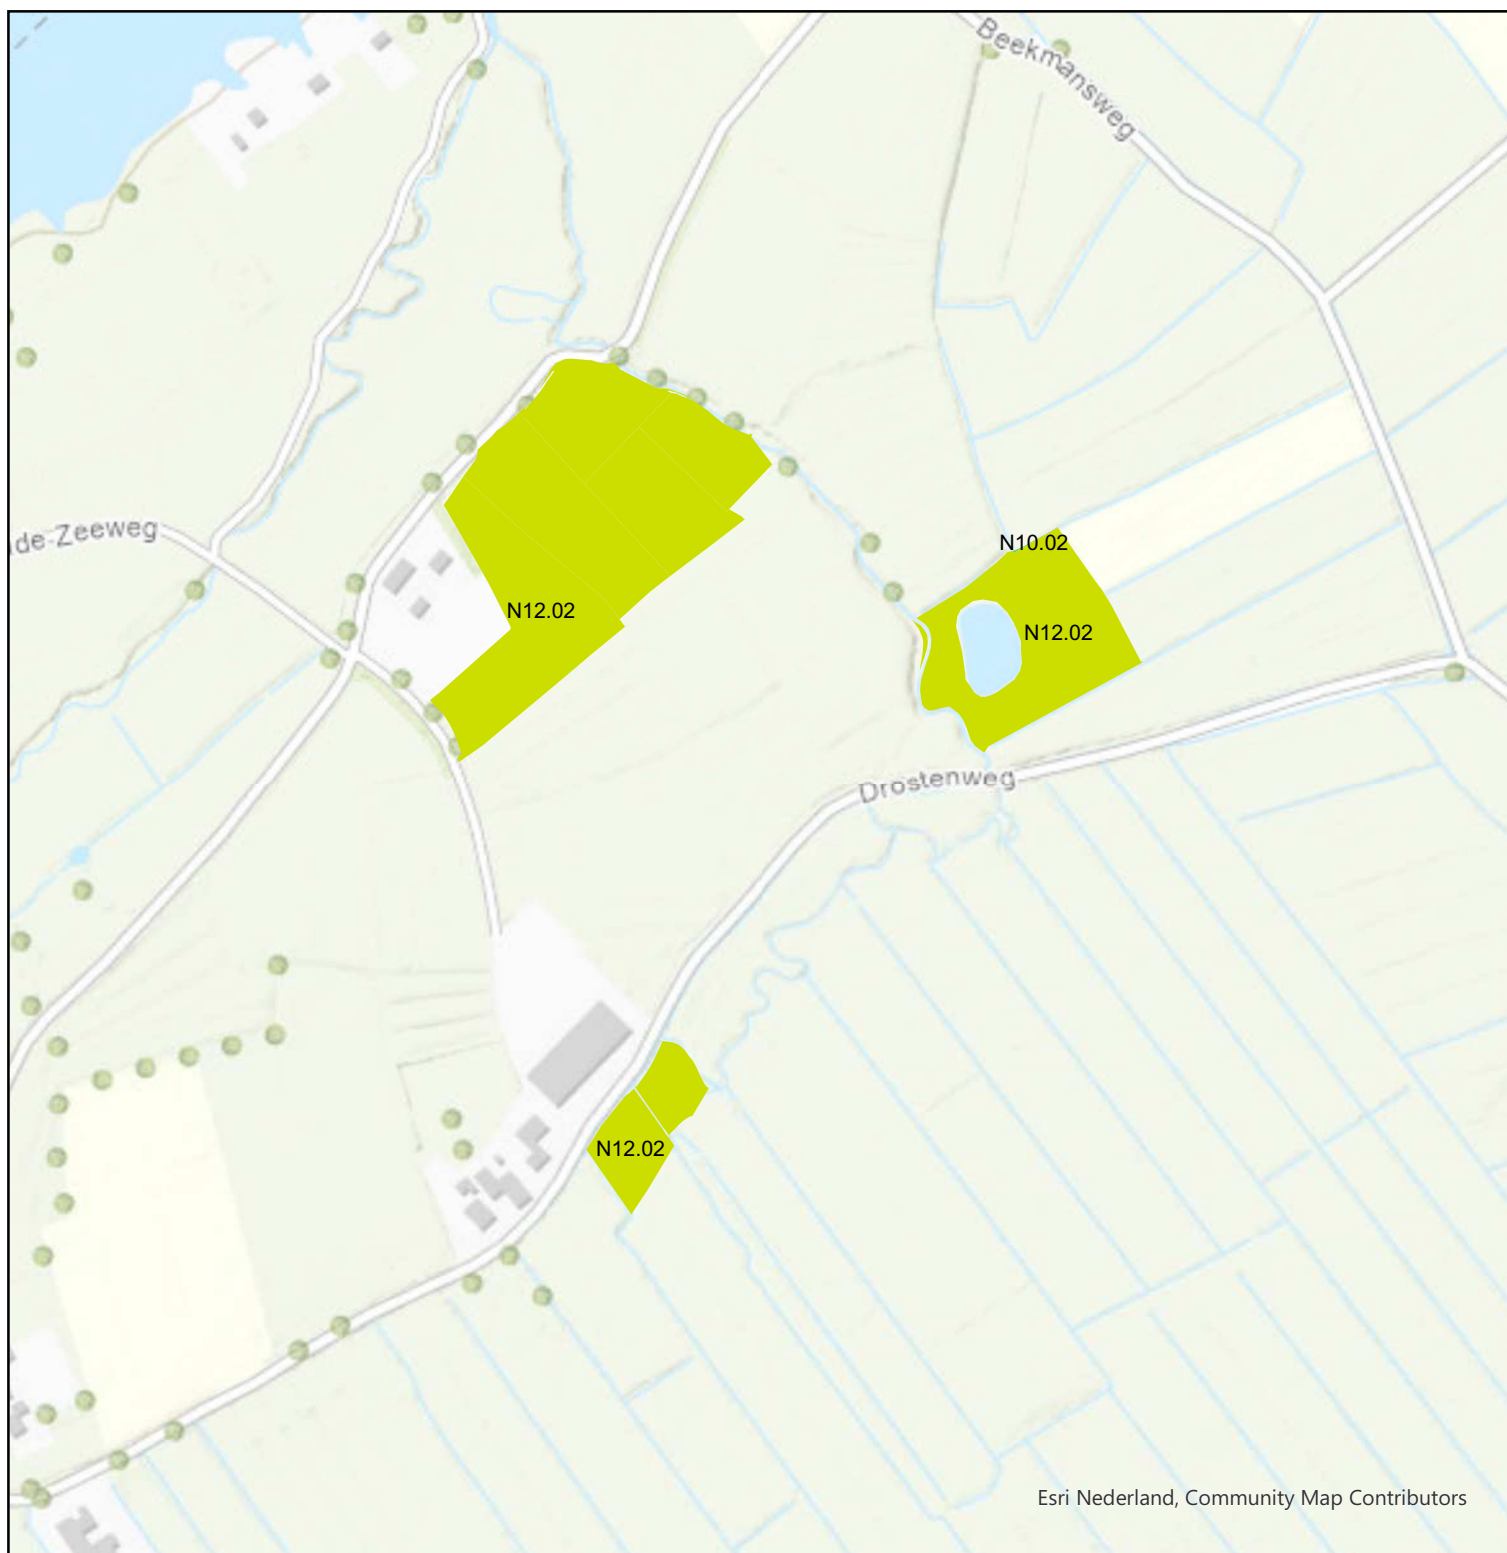 Beekmansweg
de Zeeweg
N10.02
N12.02
N12.02
Drostenweg
N12.02
Esri Nederland, Community Map Contributors